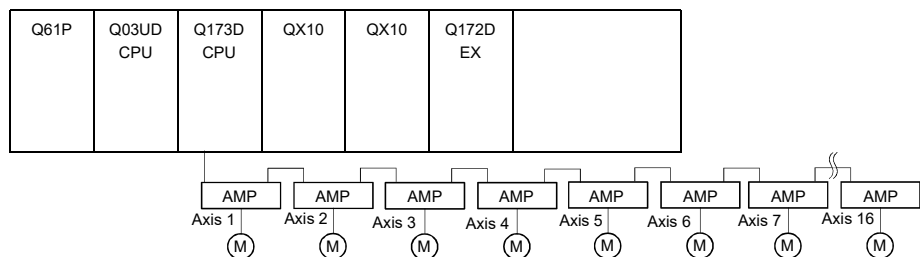 Q61P
Q03UD
CPU
Q173D
CPU
QX10
QX10
Q172D
EX
AMP
AMP
AMP
AMP
AMP
AMP
AMP
AMP
Axis 1
Axis 2
Axis 3
Axis 4
Axis 5
Axis 6
Axis 7
Axis 16
M
M
M
M
M
M
M
M